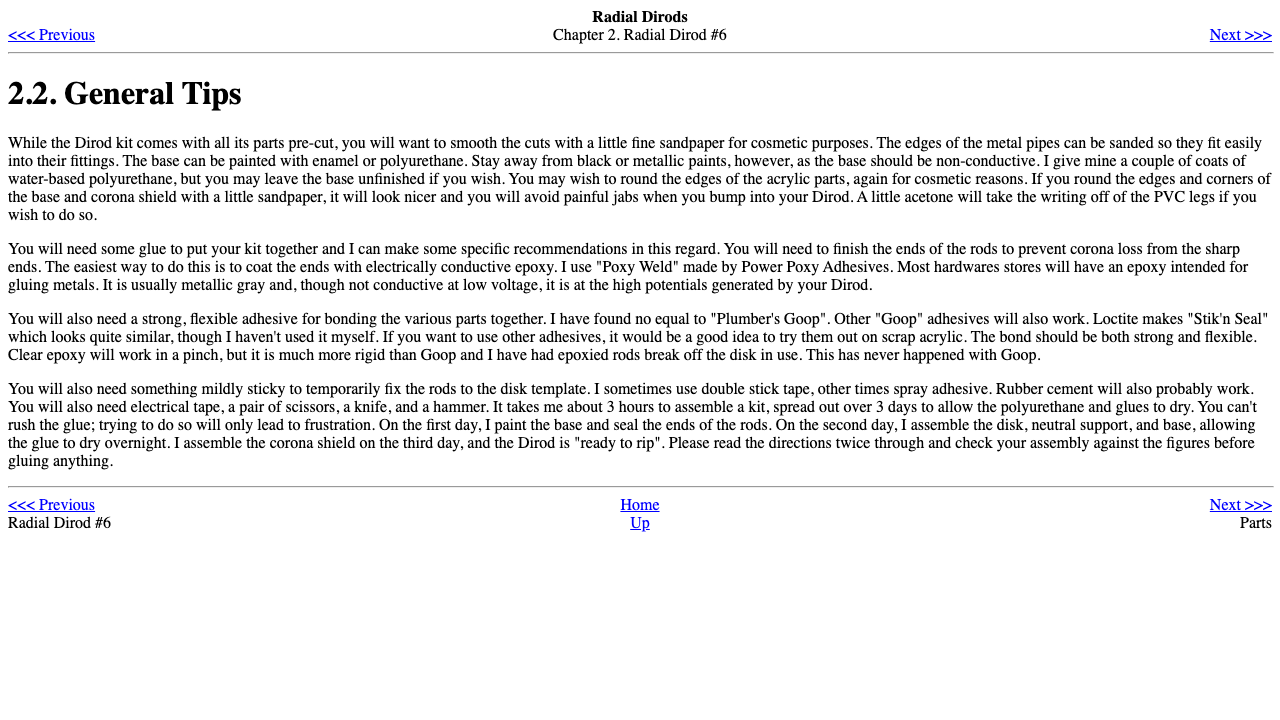 Radial Dirods
<<< Previous
Chapter 2. Radial Dirod #6
Next >>>
2.2. General Tips
While the Dirod kit comes with all its parts pre-cut, you will want to smooth the cuts with a little fine sandpaper for cosmetic purposes. The edges of the metal pipes can be sanded so they fit easily
into their fittings. The base can be painted with enamel or polyurethane. Stay away from black or metallic paints, however, as the base should be non-conductive. I give mine a couple of coats of
water-based polyurethane, but you may leave the base unfinished if you wish. You may wish to round the edges of the acrylic parts, again for cosmetic reasons. If you round the edges and corners of
the base and corona shield with a little sandpaper, it will look nicer and you will avoid painful jabs when you bump into your Dirod. A little acetone will take the writing off of the PVC legs if you
wish to do so.
You will need some glue to put your kit together and I can make some specific recommendations in this regard. You will need to finish the ends of the rods to prevent corona loss from the sharp
ends. The easiest way to do this is to coat the ends with electrically conductive epoxy. I use "Poxy Weld" made by Power Poxy Adhesives. Most hardwares stores will have an epoxy intended for
gluing metals. It is usually metallic gray and, though not conductive at low voltage, it is at the high potentials generated by your Dirod.
You will also need a strong, flexible adhesive for bonding the various parts together. I have found no equal to "Plumber's Goop". Other "Goop" adhesives will also work. Loctite makes "Stik'n Seal"
which looks quite similar, though I haven't used it myself. If you want to use other adhesives, it would be a good idea to try them out on scrap acrylic. The bond should be both strong and flexible.
Clear epoxy will work in a pinch, but it is much more rigid than Goop and I have had epoxied rods break off the disk in use. This has never happened with Goop.
You will also need something mildly sticky to temporarily fix the rods to the disk template. I sometimes use double stick tape, other times spray adhesive. Rubber cement will also probably work.
You will also need electrical tape, a pair of scissors, a knife, and a hammer. It takes me about 3 hours to assemble a kit, spread out over 3 days to allow the polyurethane and glues to dry. You can't
rush the glue; trying to do so will only lead to frustration. On the first day, I paint the base and seal the ends of the rods. On the second day, I assemble the disk, neutral support, and base, allowing
the glue to dry overnight. I assemble the corona shield on the third day, and the Dirod is "ready to rip". Please read the directions twice through and check your assembly against the figures before
gluing anything.
<<< Previous
Home
Next >>>
Radial Dirod #6
Up
Parts